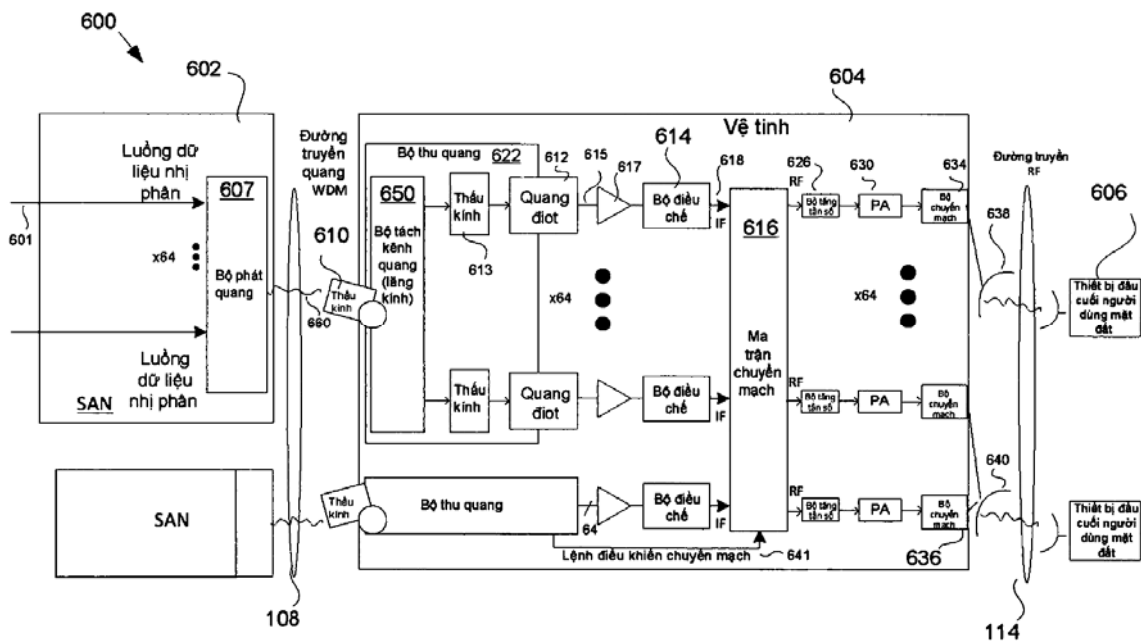 600
602
604
Vệ tinh
Luồng dữ
liệu nhị
phân
607
601
x64
Bộ phát
quang
Luồng dữ
liệu nhị
phân
SAN
Đường
truyền
quang
WDM
610
Thấu
kính
660
Bộ thu quang
622
650
Bộ tách
kênh
quang
(lăng
kính)
Thấu
kính
613
612
Quang
điot
615
617
614
Bộ điều
chế
618
IF
x64
Thấu
kính
Quang
điot
Bộ điều
chế
IF
616
Ma
trận
chuyển
mạch
RF
626
Bộ tăng
tần số
630
PA
634
Bộ
chuyển
mạch
x64
RF
Bộ tăng
tần số
PA
Bộ
chuyển
mạch
Đường truyền
RF
638
606
Thiết bị đầu
cuối người
dùng mặt
đất
SAN
Thấu
kính
Bộ thu quang
64
Bộ điều
chế
IF
RF
Bộ tăng
tần số
PA
Bộ
chuyển
mạch
640
Thiết bị đầu
cuối người
dùng mặt
đất
Lệnh điều khiển chuyển mạch
641
636
108
114